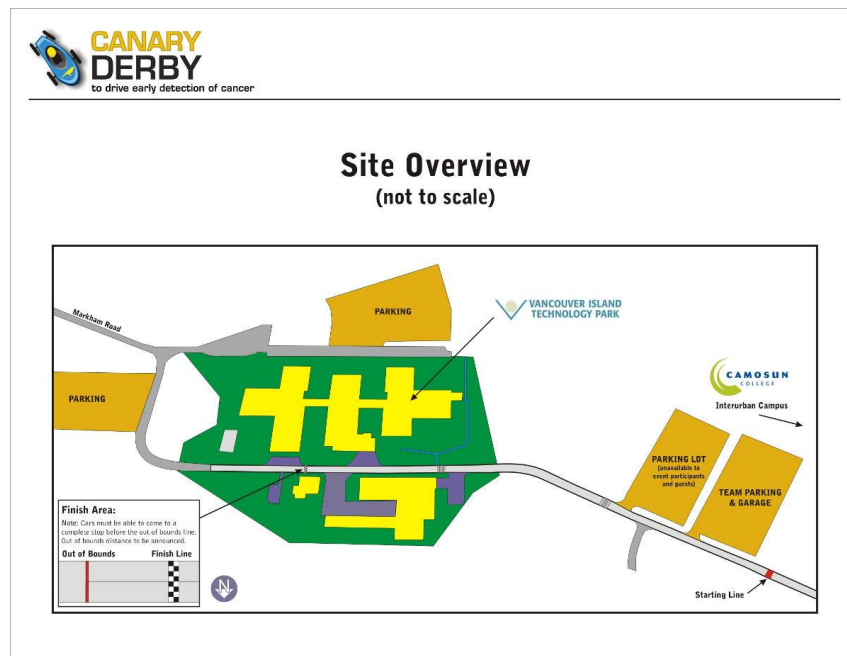 CANARY
DERBY
to drive early detection of cancer
Site Overview
(not to scale)
Markham Road
PARKING
VANCOUVER ISLAND
TECHNOLOGY PARK
PARKING
CAMOSUN
COLLEGE
Interurban Campus
PARKING LOT
(unavailable to
event participants
and guests)
TEAM PARKING
& GARAGE
Finish Area:
Note: Cars must be able to come to a
complete stop before the out of bounds line.
Out of bounds distance to be announced.
Out of Bounds Finish Line
N
Starting Line